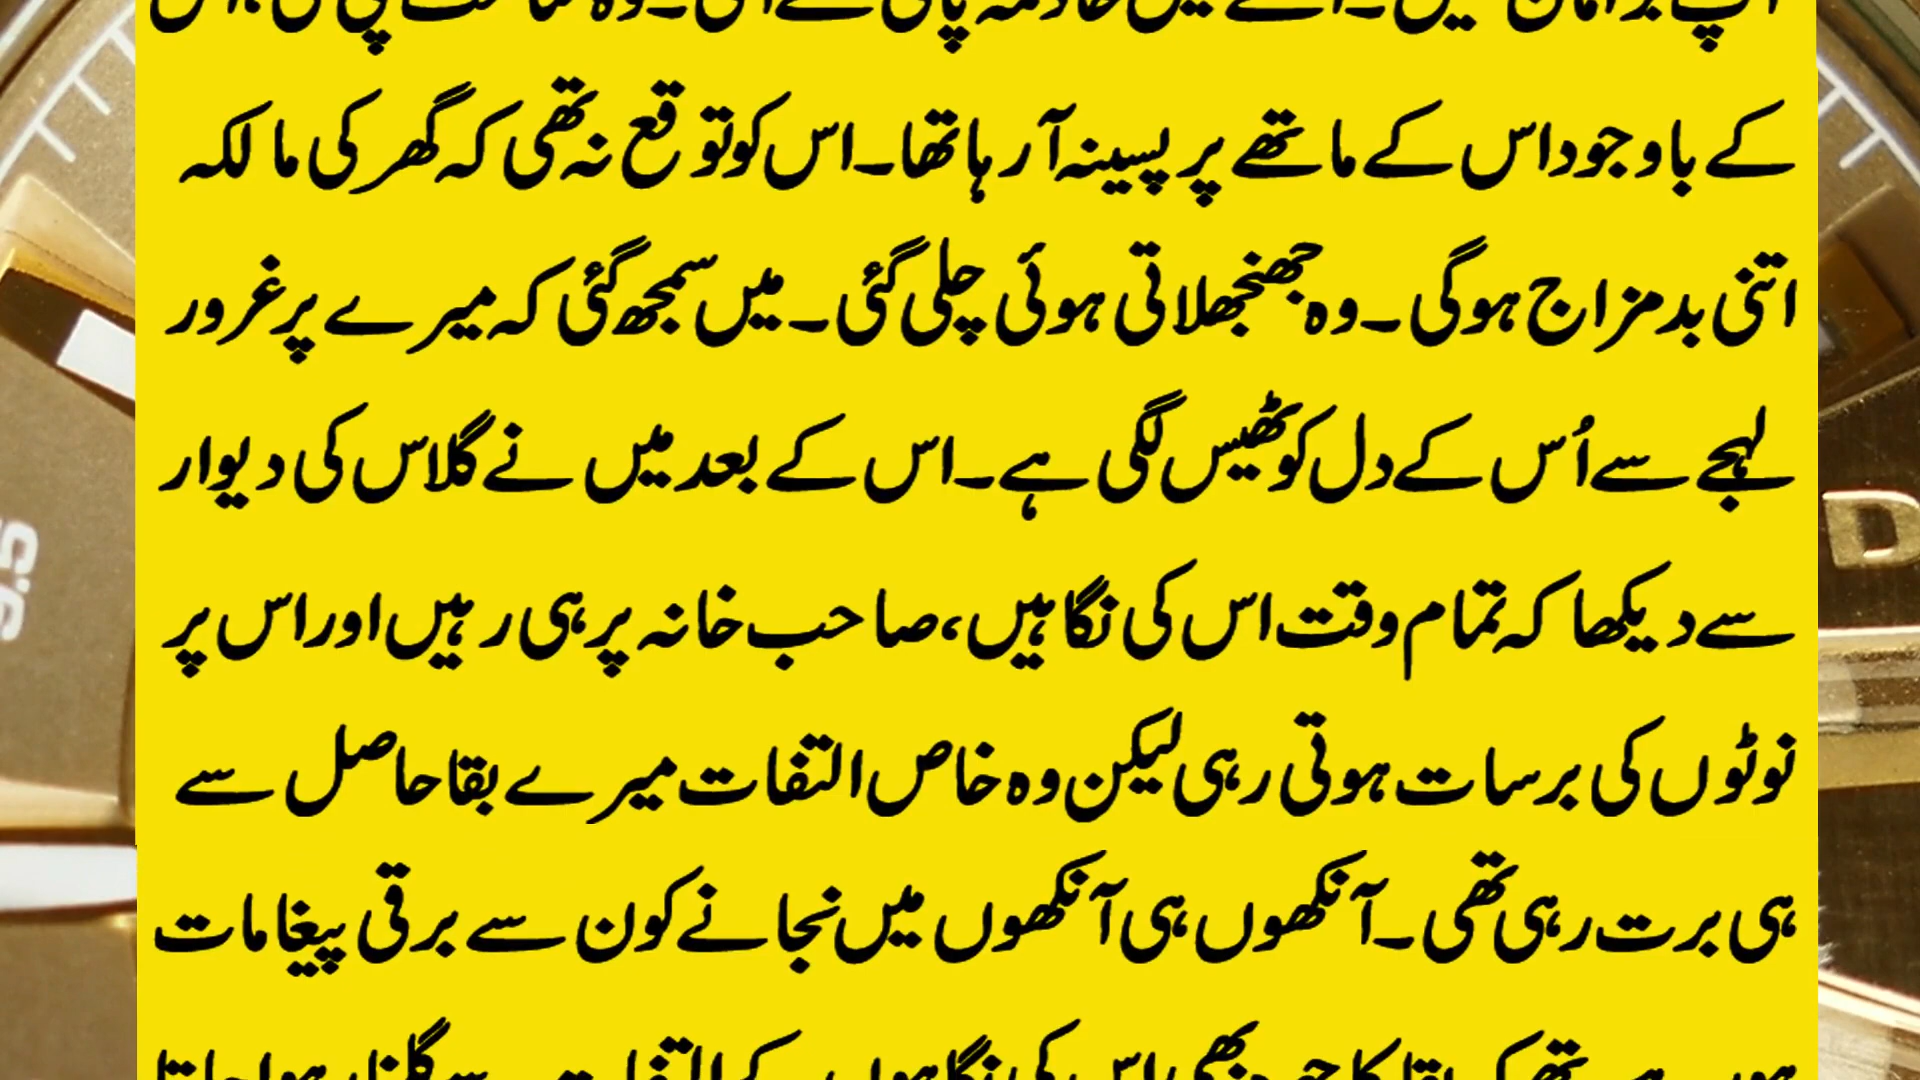 کے باوجود اس کے ماتھے پر پسینہ آ رہا تھا۔ اس کو توقع نہ تھی کہ گھر کی مالکہ
اتنی بدمزاج ہوگی۔ وہ جھنجھلاتی ہوئی چلی گئی۔ میں سمجھ گئی کہ میرے پر غرور
لہجے سے اُس کے دل کو ٹھیس لگی ہے۔ اس کے بعد میں نے گلاس کی دیوار
سے دیکھا کہ تمام وقت اس کی نگاہیں، صاحب خانہ پر ہی رہیں اور اس پر
نوٹوں کی برسات ہوتی رہی لیکن وہ خاص التفات میرے بقا حاصل سے
ہی برت رہی تھی۔ آنکھوں ہی آنکھوں میں نجانے کون سے برقی پیغامات
D